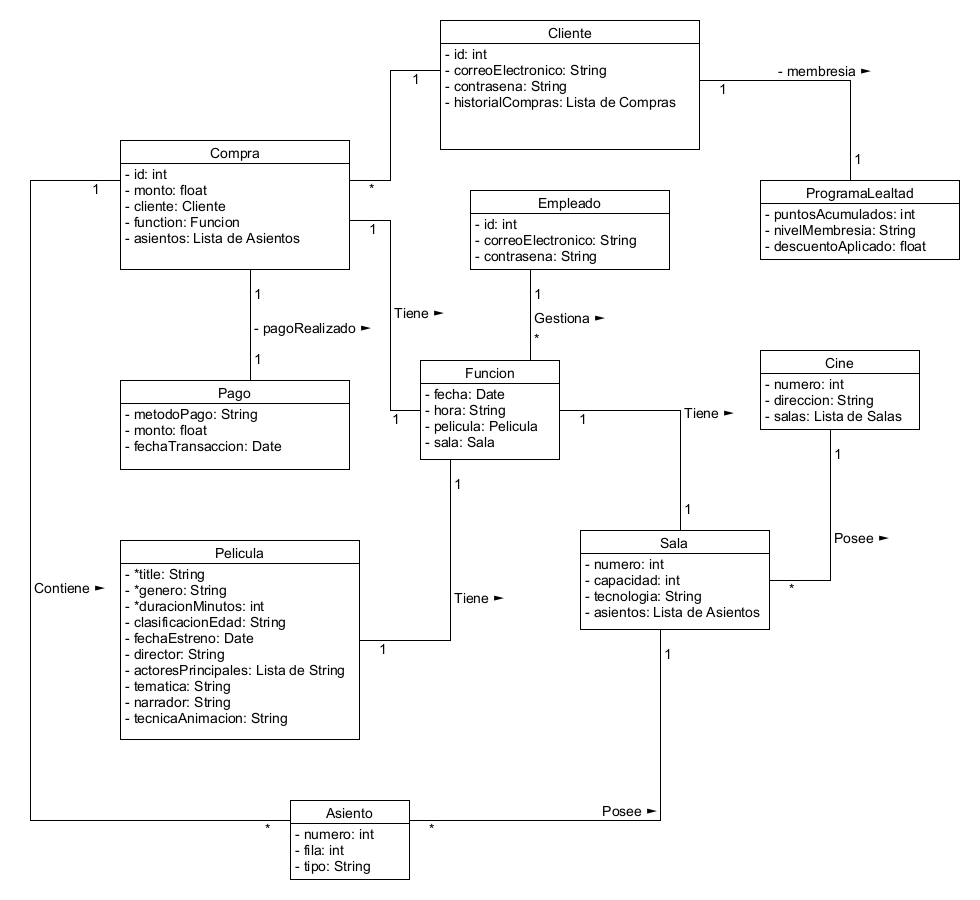 Cliente
- id: int
- correoElectronico: String
- contrasena: String
- historialCompras: Lista de Compras
1
*
1
- membresia ►
1
ProgramaLealtad
- puntosAcumulados: int
- nivelMembresia: String
- descuentoAplicado: float
Compra
- id: int
- monto: float
- cliente: Cliente
- function: Funcion
- asientos: Lista de Asientos
1
1
Tiene ►
1
1
- pagoRealizado ►
1
Pago
- metodoPago: String
- monto: float
- fechaTransaccion: Date
Empleado
- id: int
- correoElectronico: String
- contrasena: String
1
Gestiona ►
*
Funcion
- fecha: Date
- hora: String
- pelicula: Pelicula
- sala: Sala
1
Tiene ►
1
Cine
- numero: int
- direccion: String
- salas: Lista de Salas
1
Posee ►
*
Sala
- numero: int
- capacidad: int
- tecnologia: String
- asientos: Lista de Asientos
1
Tiene ►
1
Pelicula
- *title: String
- *genero: String
- *duracionMinutos: int
- clasificacionEdad: String
- fechaEstreno: Date
- director: String
- actoresPrincipales: Lista de String
- tematica: String
- narrador: String
- tecnicaAnimacion: String
Contiene ►
*
1
Posee ►
*
Asiento
- numero: int
- fila: int
- tipo: String